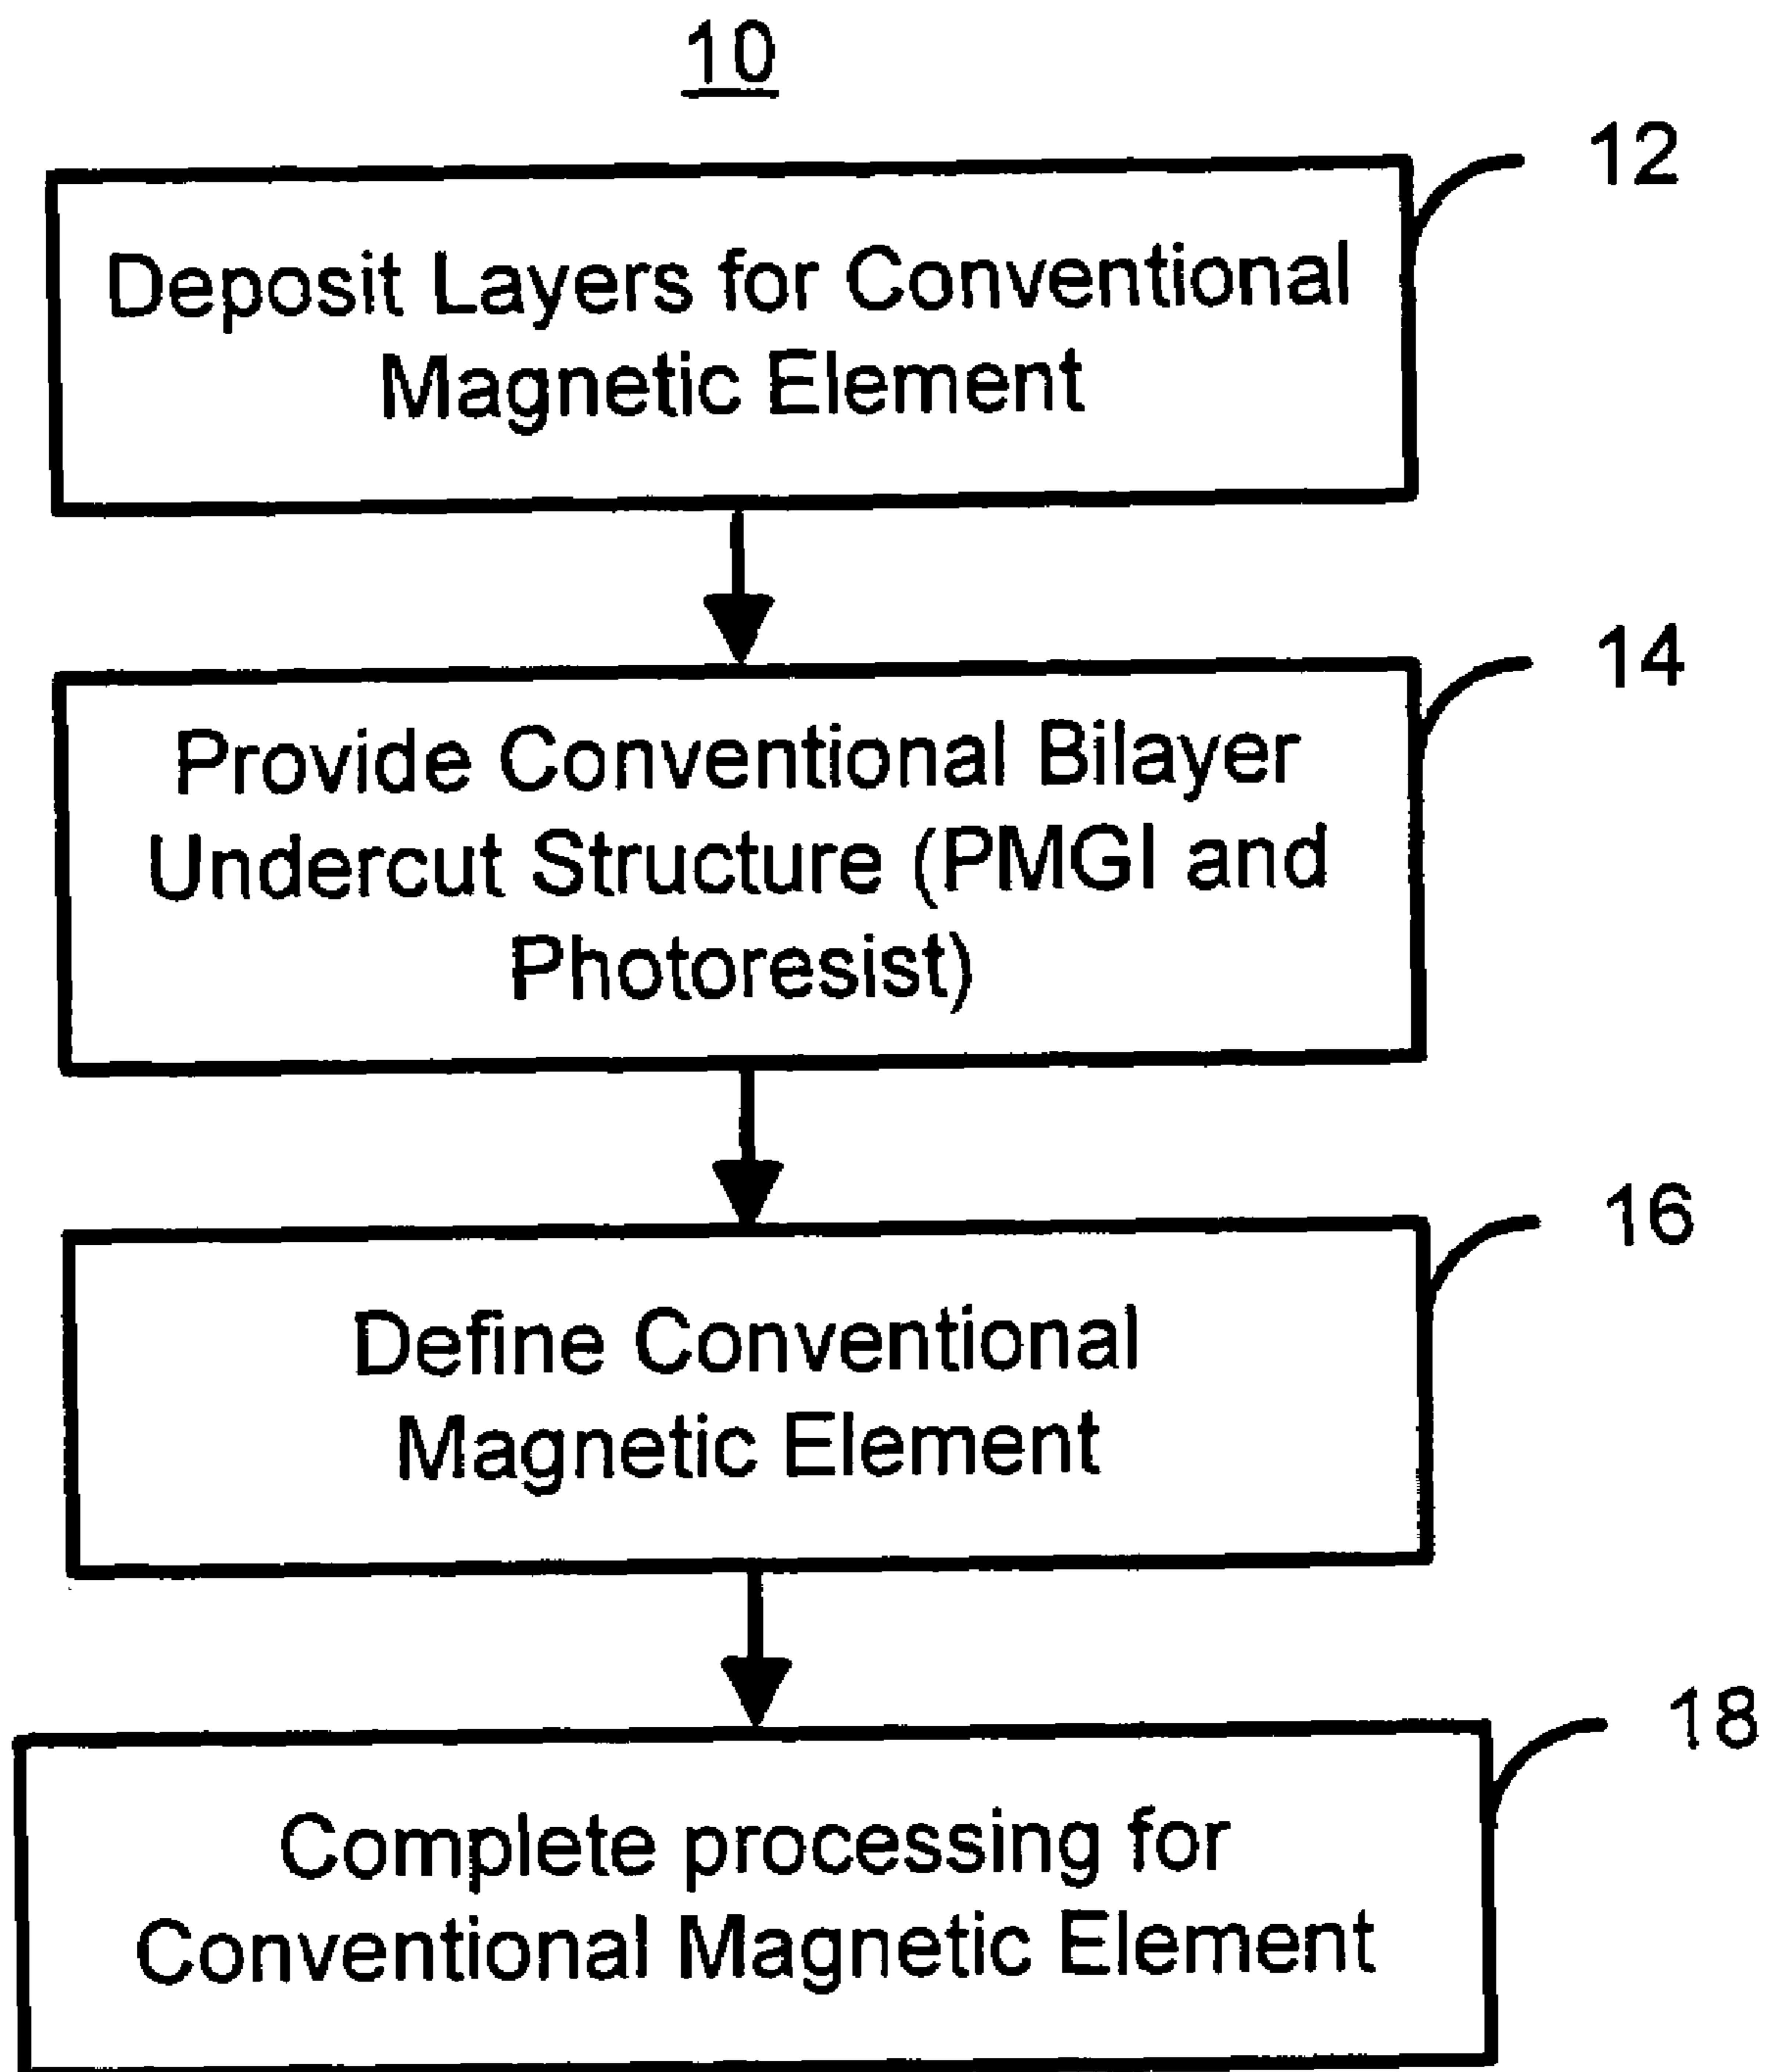 10
12
Deposit Layers for Conventional
Magnetic Element
14
Provide Conventional Bilayer
Undercut Structure (PMGI and
Photoresist)
16
Define Conventional
Magnetic Element
18
Complete processing for
Conventional Magnetic Element